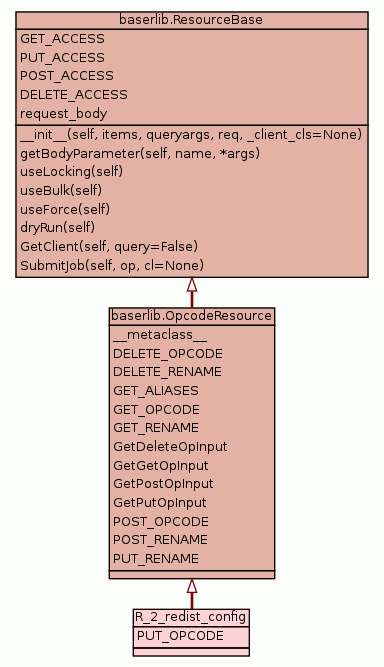 baserlib.ResourceBase
GET_ACCESS
PUT_ACCESS
POST_ACCESS
DELETE_ACCESS
request_body
__init__(self, items, queryargs, req, _client_cls=None)
getBodyParameter(self, name, *args)
useLocking(self)
useBulk(self)
useForce(self)
dryRun(self)
GetClient(self, query=False)
SubmitJob(self, op, cl=None)
baserlib.OpcodeResource
__metaclass__
DELETE_OPCODE
DELETE_RENAME
GET_ALIASES
GET_OPCODE
GET_RENAME
GetDeleteOpInput
GetGetOpInput
GetPostOpInput
GetPutOpInput
POST_OPCODE
POST_RENAME
PUT_RENAME
R_2_redist_config
PUT_OPCODE